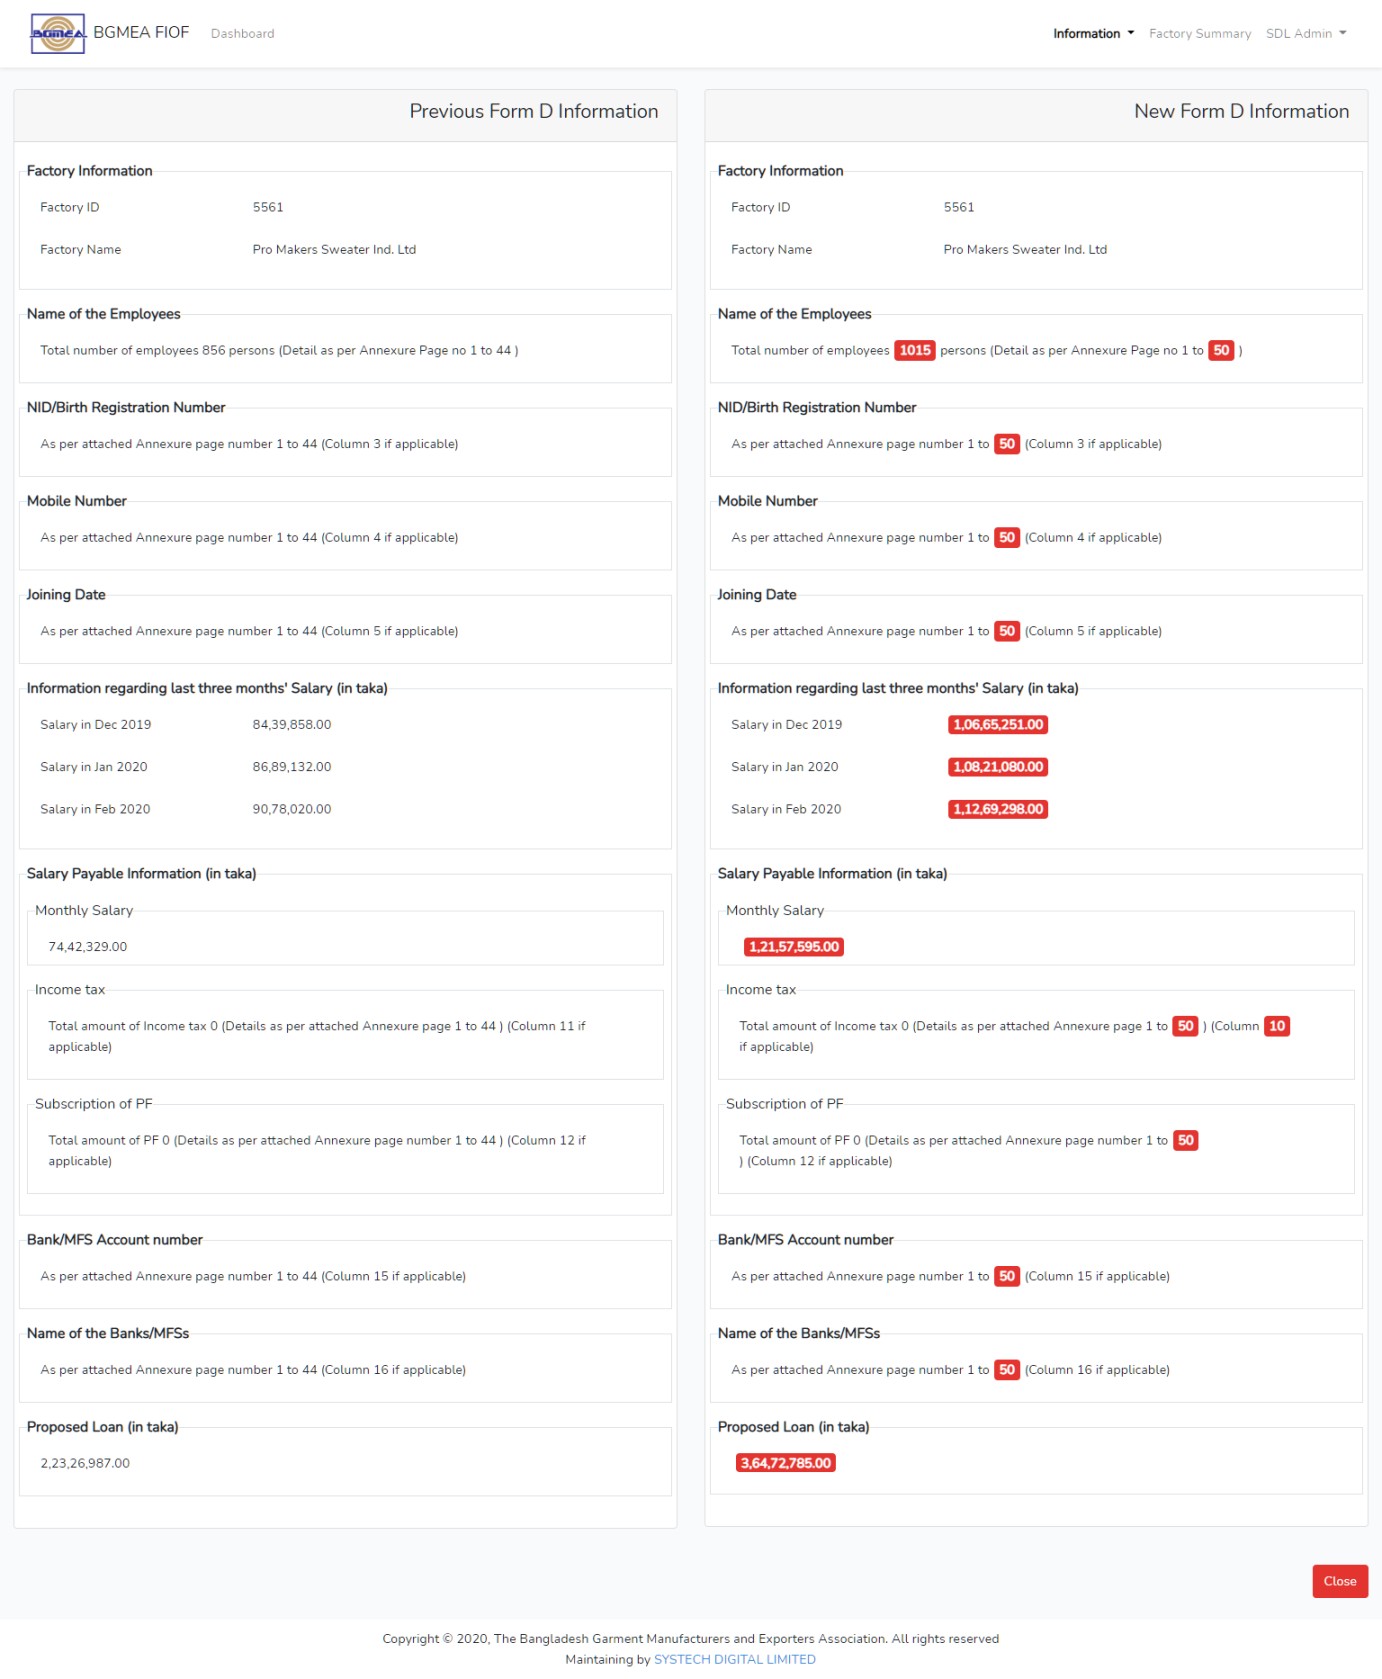 BGMEA BGMEA FIOF Dashboard Information Factory Summary SDL Admin
Previous Form D Information
Factory Information
Factory ID 5561
Factory Name Pro Makers Sweater Ind. Ltd
Name of the Employees
Total number of employees 856 persons (Detail as per Annexure Page no 1 to 44 )
NID/Birth Registration Number
As per attached Annexure page number 1 to 44 (Column 3 if applicable)
Mobile Number
As per attached Annexure page number 1 to 44 (Column 4 if applicable)
Joining Date
As per attached Annexure page number 1 to 44 (Column 5 if applicable)
Information regarding last three months' Salary (in taka)
Salary in Dec 2019 84,39,858.00
Salary in Jan 2020 86,89,132.00
Salary in Feb 2020 90,78,020.00
Salary Payable Information (in taka)
Monthly Salary
74,42,329.00
Income tax
Total amount of Income tax 0 (Details as per attached Annexure page 1 to 44 ) (Column 11 if
applicable)
Subscription of PF
Total amount of PF 0 (Details as per attached Annexure page number 1 to 44 ) (Column 12 if
applicable)
Bank/MFS Account number
As per attached Annexure page number 1 to 44 (Column 15 if applicable)
Name of the Banks/MFSs
As per attached Annexure page number 1 to 44 (Column 16 if applicable)
Proposed Loan (in taka)
2,23,26,987.00
New Form D Information
Factory Information
Factory ID 5561
Factory Name Pro Makers Sweater Ind. Ltd
Name of the Employees
Total number of employees 1015 persons (Detail as per Annexure Page no 1 to 50 )
NID/Birth Registration Number
As per attached Annexure page number 1 to 50 (Column 3 if applicable)
Mobile Number
As per attached Annexure page number 1 to 50 (Column 4 if applicable)
Joining Date
As per attached Annexure page number 1 to 50 (Column 5 if applicable)
Information regarding last three months' Salary (in taka)
Salary in Dec 2019 1,06,65,251.00
Salary in Jan 2020 1,08,21,080.00
Salary in Feb 2020 1,12,69,298.00
Salary Payable Information (in taka)
Monthly Salary
1,21,57,595.00
Income tax
Total amount of Income tax 0 (Details as per attached Annexure page 1 to 50 ) (Column 10
if applicable)
Subscription of PF
Total amount of PF 0 (Details as per attached Annexure page number 1 to 50
) (Column 12 if applicable)
Bank/MFS Account number
As per attached Annexure page number 1 to 50 (Column 15 if applicable)
Name of the Banks/MFSs
As per attached Annexure page number 1 to 50 (Column 16 if applicable)
Proposed Loan (in taka)
3,64,72,785.00
Close
Copyright © 2020, The Bangladesh Garment Manufacturers and Exporters Association. All rights reserved
Maintaining by SYSTECH DIGITAL LIMITED